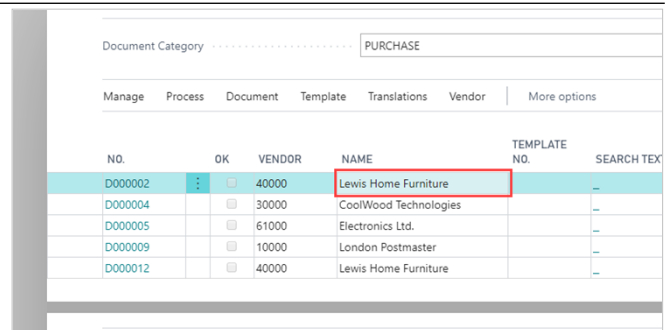 Document Category PURCHASE
Manage Process Document Template Translations Vendor More options
TEMPLATE
NO. OK VENDOR NAME NO. SEARCH TEX
D000002 40000 Lewis Home Furniture _
D000004 30000 CoolWood Technologies _
D000005 61000 Electronics Ltd. _
D000009 10000 London Postmaster _
D000012 40000 Lewis Home Furniture _